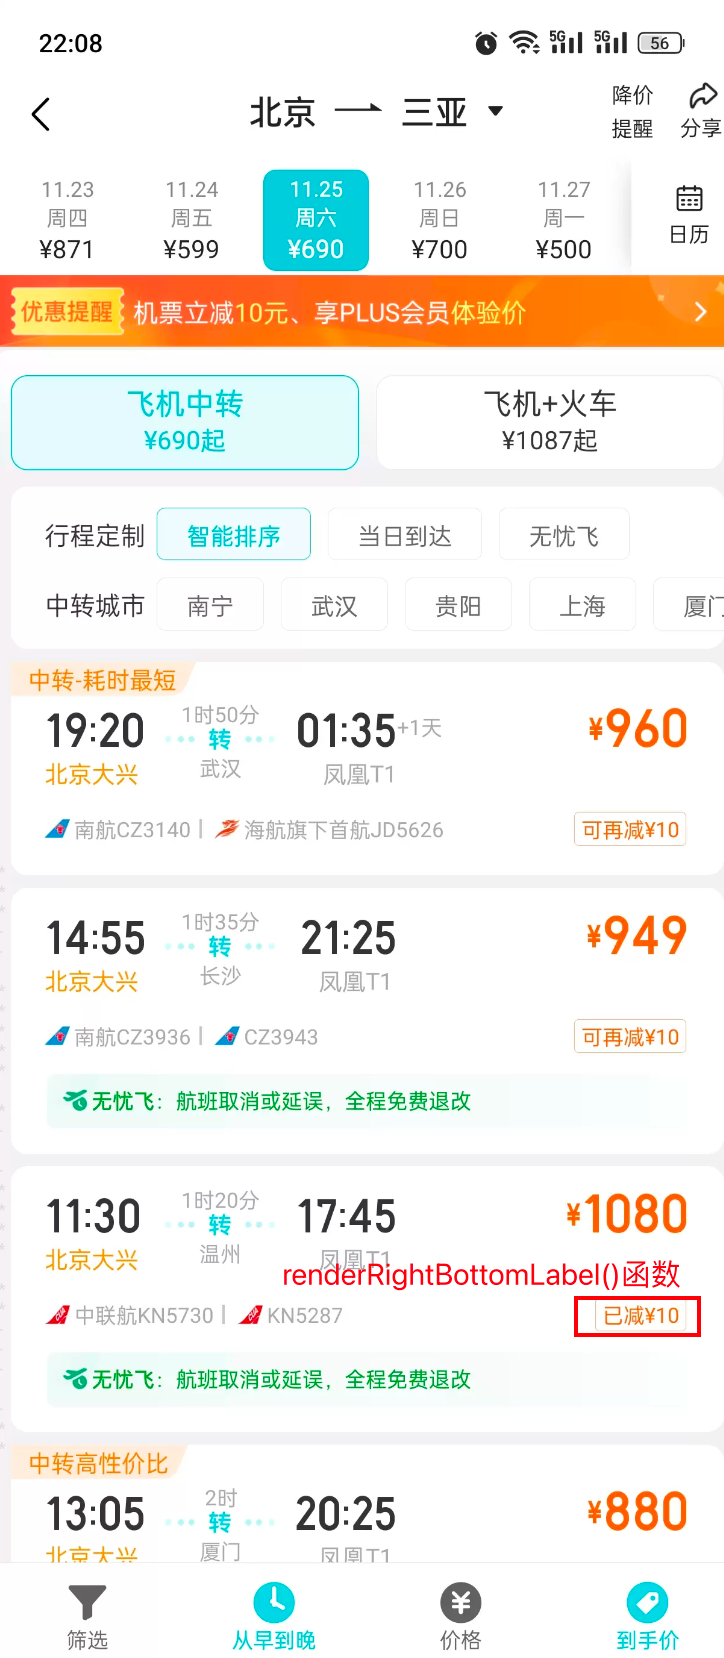 22:08
5G 5G 56
北京 三亚
降价
提醒
分享
11.23
周四
¥871
11.24
周五
¥599
11.25
周六
¥690
11.26
周日
¥700
11.27
周一
¥500
日历
优惠提醒 机票立减10元、享PLUS会员体验价
飞机中转
¥690起
飞机+火车
¥1087起
行程定制 智能排序 当日到达 无忧飞
中转城市 南宁 武汉 贵阳 上海 厦门
中转-耗时最短
19:20 1时50分 01:35+1天 ¥960
转
北京大兴 武汉 凤凰T1
南航CZ3140 | 海航旗下首航JD5626 可再减¥10
14:55 1时35分 21:25 ¥949
转
北京大兴 长沙 凤凰T1
南航CZ3936 | CZ3943 可再减¥10
无忧飞：航班取消或延误，全程免费退改
11:30 1时20分 17:45 ¥1080
转
北京大兴 温州 凤凰T1
renderRightBottomLabel()函数
中联航KN5730 | KN5287 已减¥10
无忧飞：航班取消或延误，全程免费退改
中转高性价比
13:05 2时 20:25 ¥880
转
北京大兴 厦门 凤凰T1
筛选 从早到晚 价格 到手价